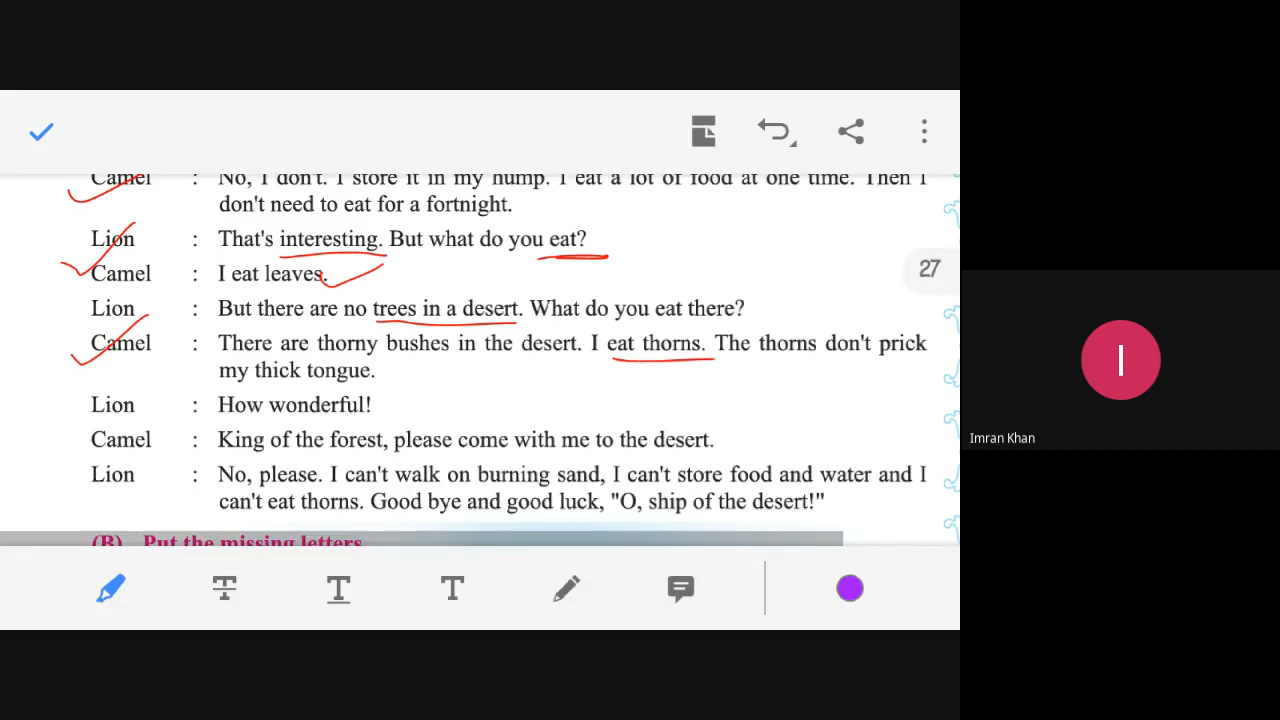 Camel : No, I don't. I store it in my hump. I eat a lot of food at one time. Then I
don't need to eat for a fortnight.
Lion : That's interesting. But what do you eat?
Camel : I eat leaves.
27
Lion : But there are no trees in a desert. What do you eat there?
Camel : There are thorny bushes in the desert. I eat thorns. The thorns don't prick
my thick tongue.
Lion : How wonderful!
Camel : King of the forest, please come with me to the desert.
Lion : No, please. I can't walk on burning sand, I can't store food and water and I
can't eat thorns. Good bye and good luck, "O, ship of the desert!"
(B) Put the missing letters
T T T
I
Imran Khan